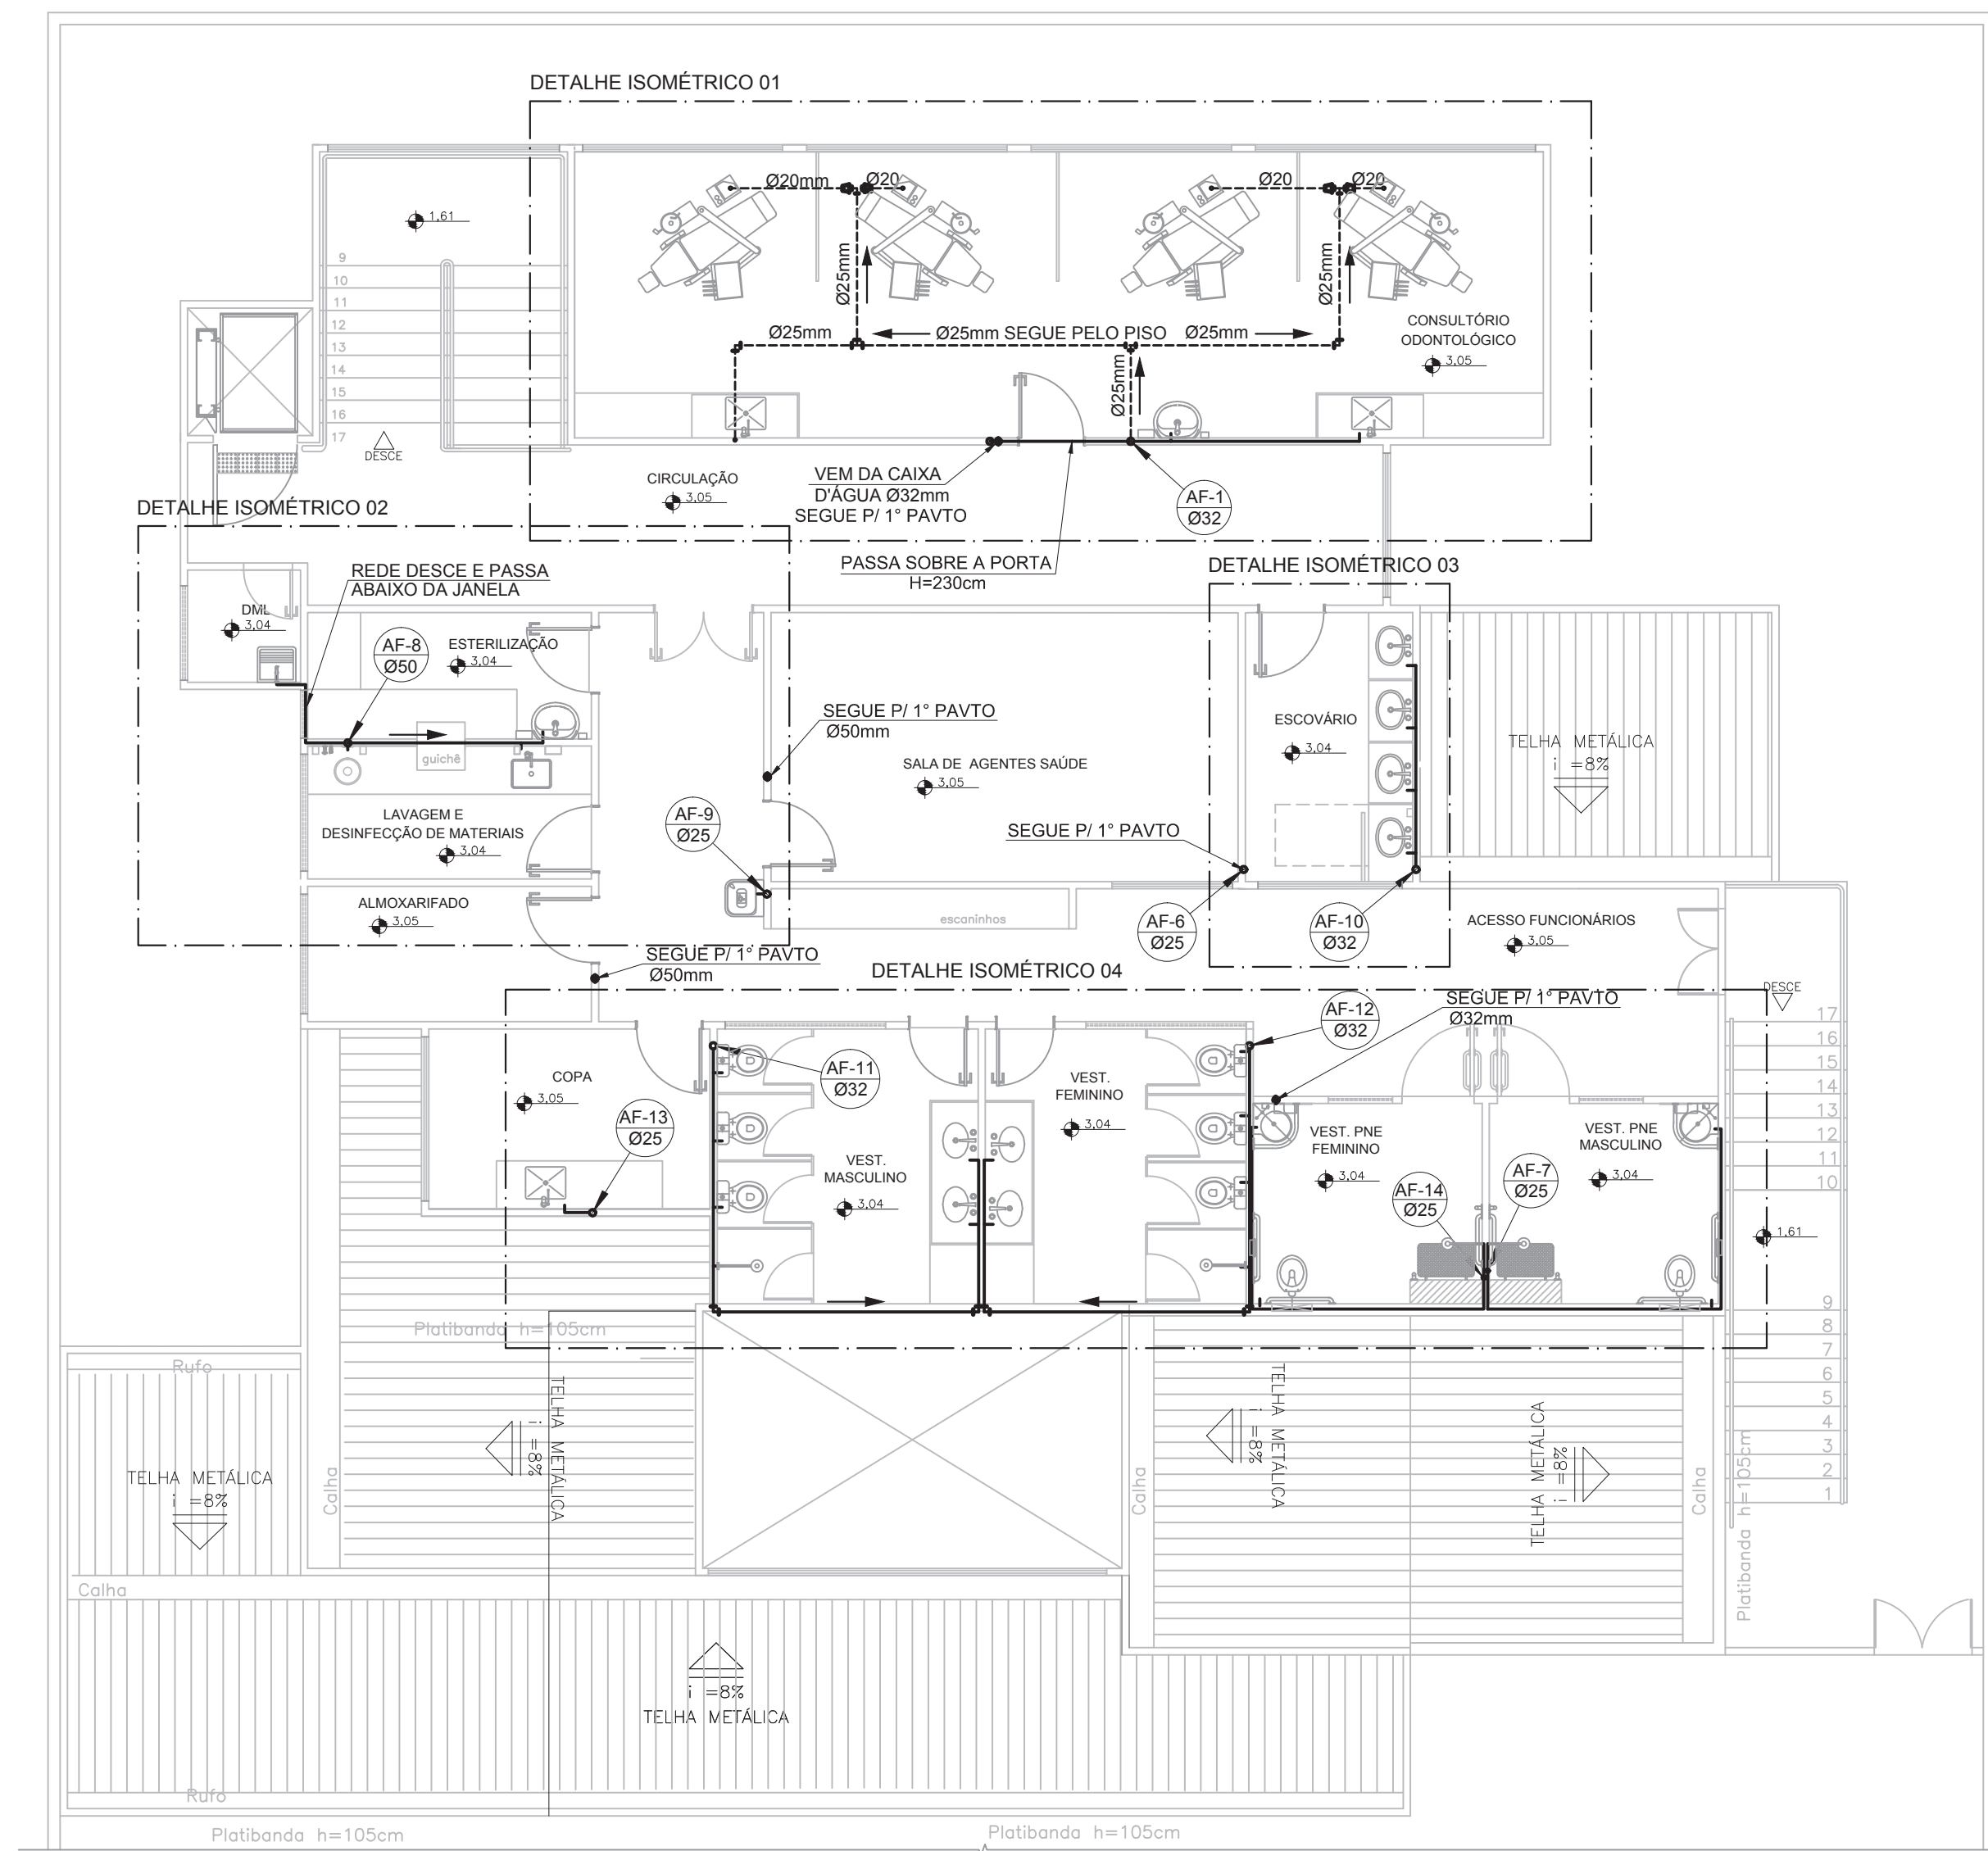 DETALHE ISOMÉTRICO 01
Ø20mm
Ø20
Ø20
Ø20
1,61
9
10
11
12
13
14
15
16
17
DESCE
Ø25mm
Ø25mm
Ø25mm
Ø25mm SEGUE PELO PISO
Ø25mm
Ø25mm
CONSULTÓRIO
ODONTOLÓGICO
3,05
CIRCULAÇÃO
3,05
VEM DA CAIXA
D'ÁGUA Ø32mm
SEGUE P/ 1° PAVTO
AF-1
Ø32
PASSA SOBRE A PORTA
H=230cm
DETALHE ISOMÉTRICO 02
DETALHE ISOMÉTRICO 03
REDE DESCE E PASSA
ABAIXO DA JANELA
DML
3,04
AF-8
Ø50
ESTERILIZAÇÃO
3,04
guichê
SEGUE P/ 1° PAVTO
Ø50mm
SALA DE AGENTES SAÚDE
3,05
ESCOVÁRIO
3,04
TELHA METÁLICA
i =8%
LAVAGEM E
DESINFECÇÃO DE MATERIAIS
3,04
AF-9
Ø25
SEGUE P/ 1° PAVTO
ALMOXARIFADO
3,05
escaninhos
AF-6
Ø25
AF-10
Ø32
ACESSO FUNCIONÁRIOS
3,05
SEGUE P/ 1° PAVTO
Ø50mm
DETALHE ISOMÉTRICO 04
DESCE
SEGUE P/ 1° PAVTO
Ø32mm
AF-12
Ø32
AF-11
Ø32
COPA
3,05
AF-13
Ø25
VEST.
FEMININO
3,04
VEST.
MASCULINO
3,04
VEST. PNE
FEMININO
3,04
VEST. PNE
MASCULINO
3,04
AF-14
Ø25
AF-7
Ø25
17
16
15
14
13
12
11
10
1,61
9
8
7
6
5
4
3
2
1
Platibanda h=105cm
Rufo
TELHA METÁLICA
i =8%
Calha
TELHA METÁLICA
i =8%
Calha
TELHA METÁLICA
i =8%
TELHA METÁLICA
i =8%
Calha
Platibanda h=105cm
Calha
i =8%
TELHA METÁLICA
Rufo
Platibanda h=105cm
Platibanda h=105cm